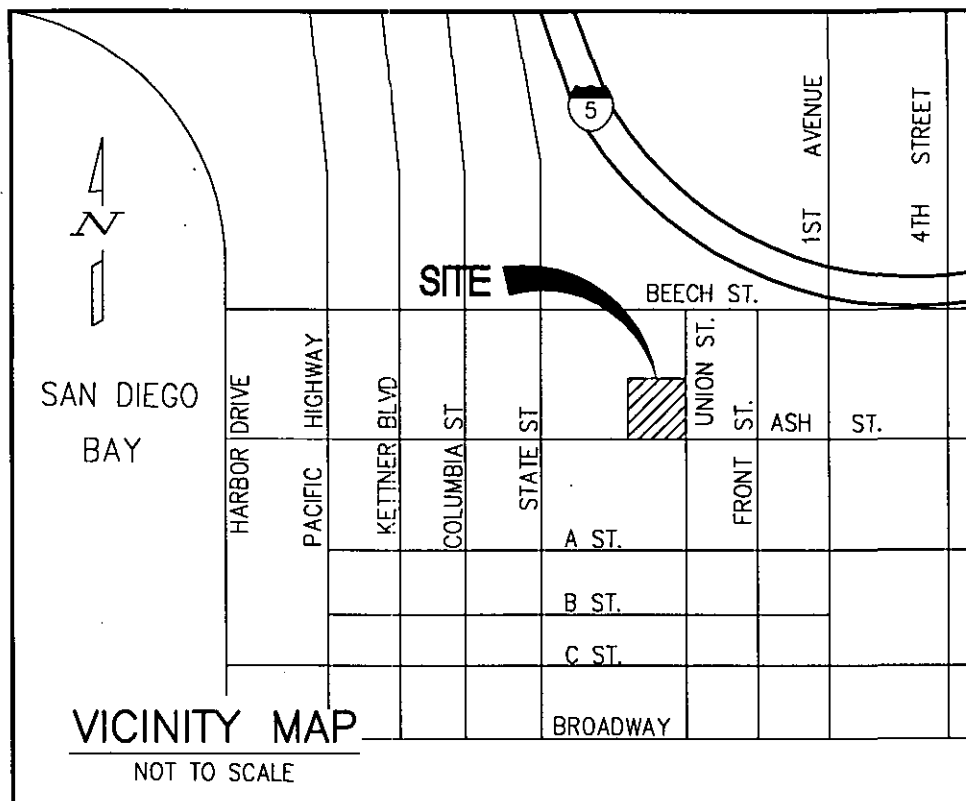 5
1ST AVENUE
4TH STREET
N
SITE
BEECH ST.
SAN DIEGO
BAY
HARBOR DRIVE
PACIFIC HIGHWAY
KETTNER BLVD
COLUMBIA ST
STATE ST
UNION ST.
FRONT ST.
ASH ST.
A ST.
B ST.
C ST.
BROADWAY
VICINITY MAP
NOT TO SCALE